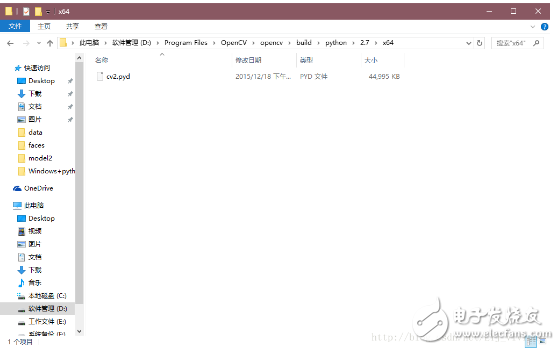 x64
文件 主页 共享 查看
此电脑 › 软件管理 (D:) › Program Files › OpenCV › opencv › build › python › 2.7 › x64
搜索"x64"
名称 修改日期 类型 大小
cv2.pyd 2015/12/18 下午... PYD 文件 44,995 KB
快速访问
Desktop
下载
文档
图片
data
faces
model2
Windows+pyth
OneDrive
此电脑
Desktop
视频
图片
文档
下载
音乐
本地磁盘 (C:)
软件管理 (D:)
工作文件 (E:)
1 个项目
电子发烧友